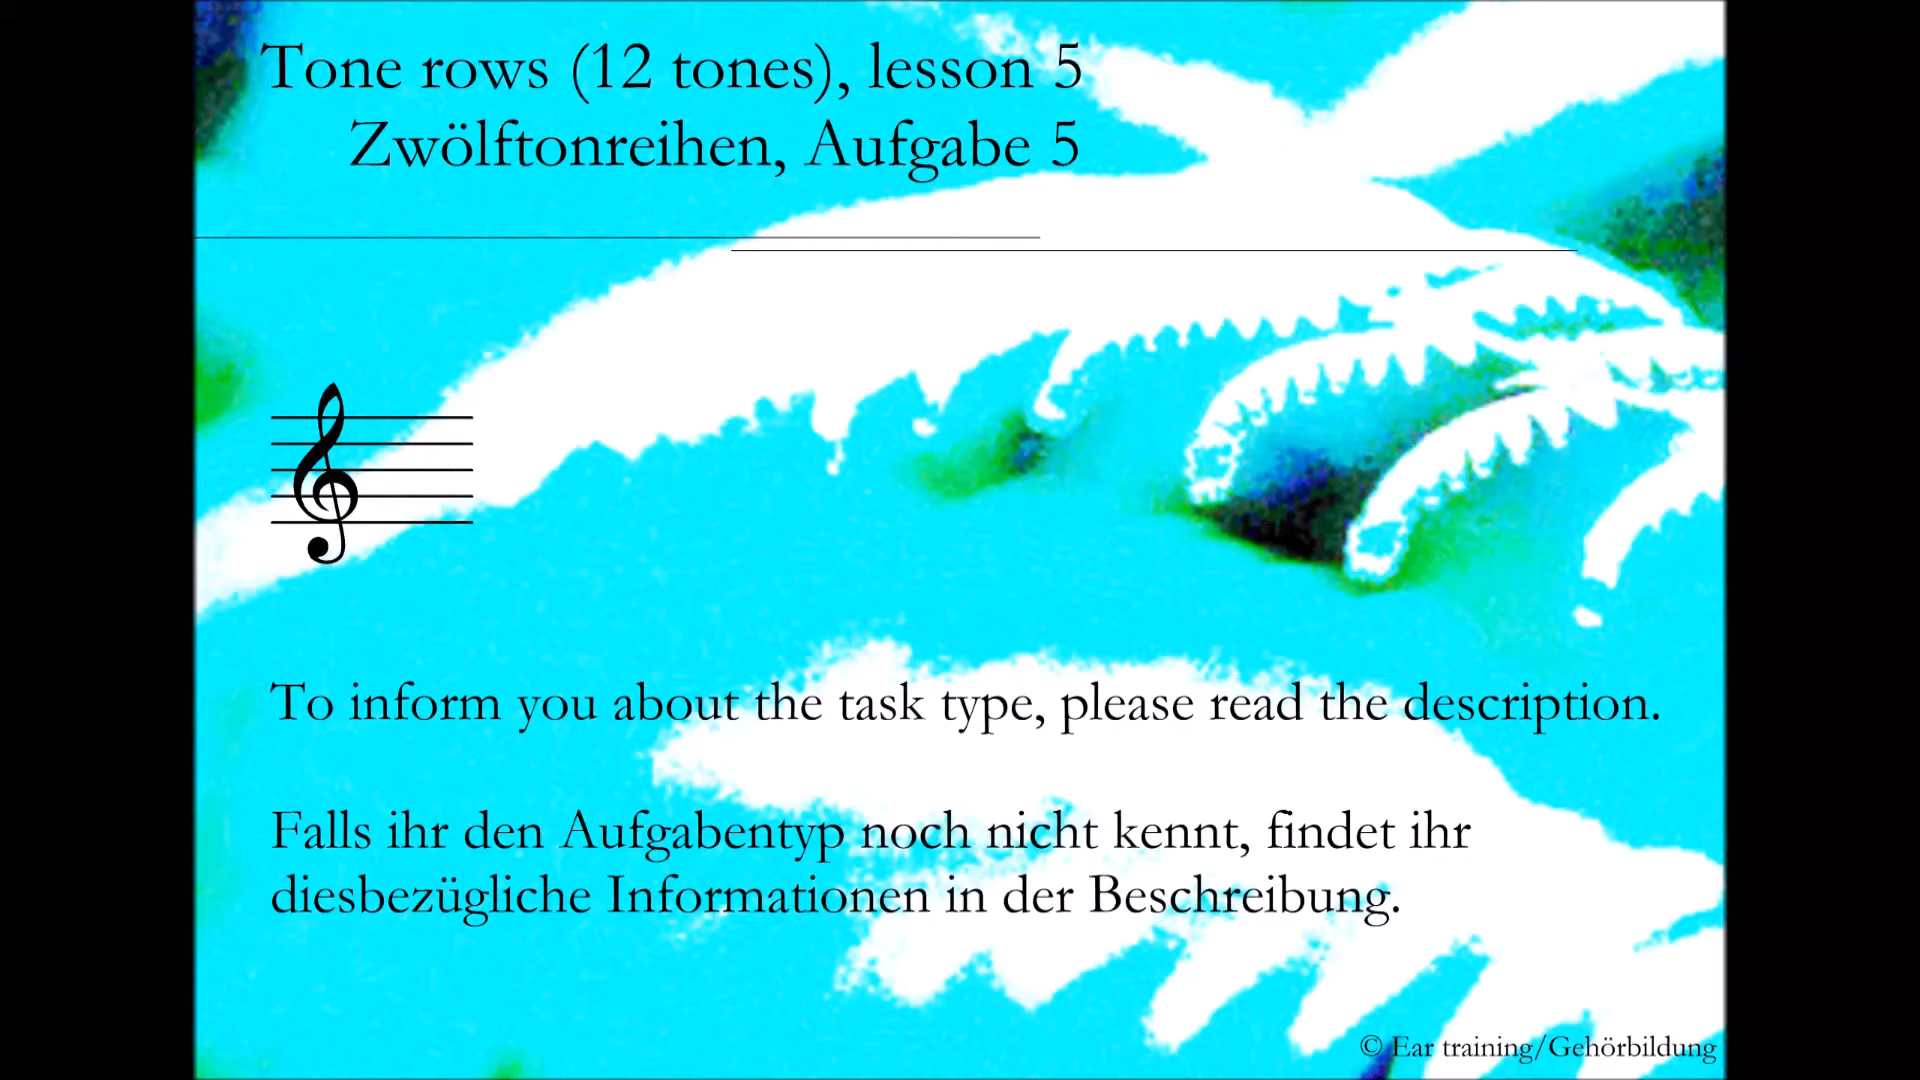 Tone rows (12 tones), lesson 5
Zwölftonreihen, Aufgabe 5
To inform you about the task type, please read the description.
Falls ihr den Aufgabentyp noch nicht kennt, findet ihr
diesbezügliche Informationen in der Beschreibung.
© Ear training/Gehörbildung